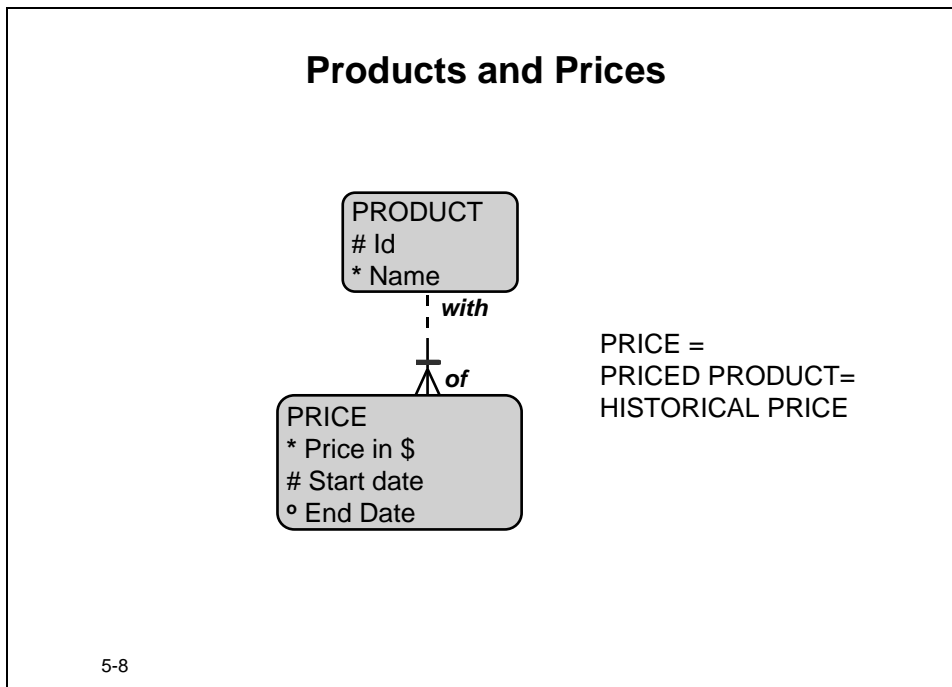 Products and Prices
PRODUCT
# Id
* Name
with
of
PRICE
* Price in $
# Start date
º End Date
PRICE =
PRICED PRODUCT=
HISTORICAL PRICE
5-8